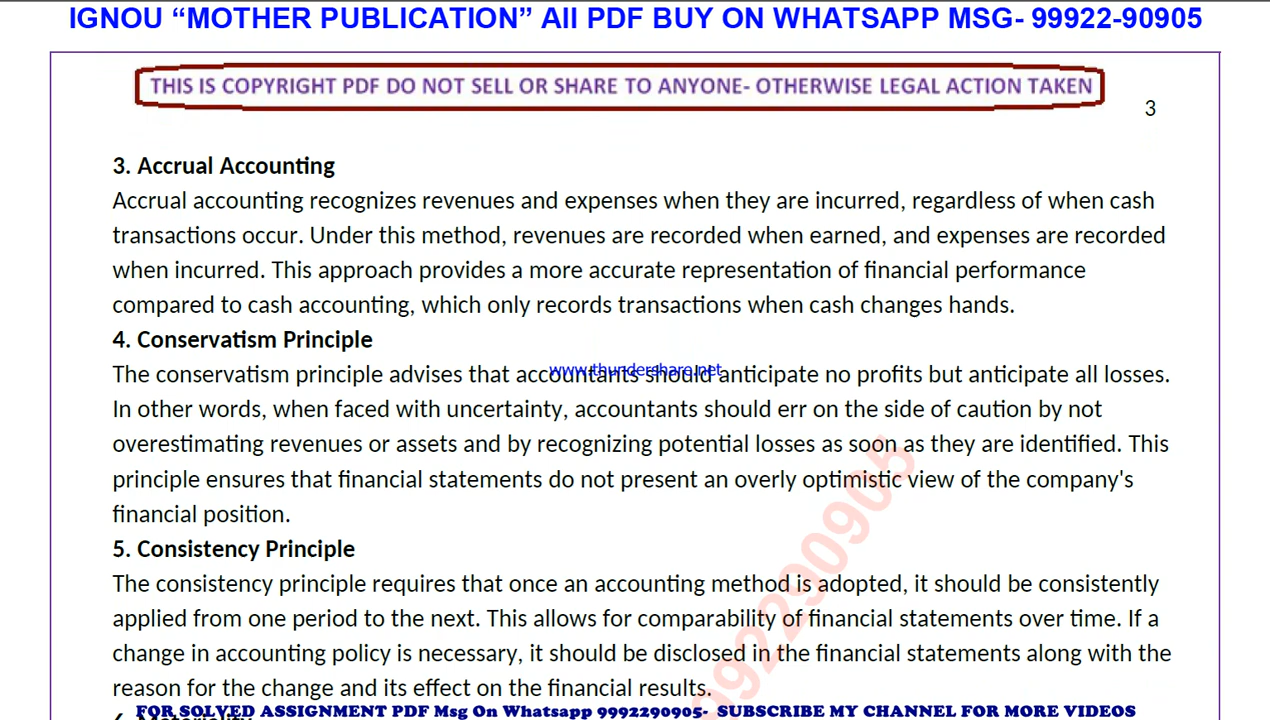 IGNOU “MOTHER PUBLICATION” All PDF BUY ON WHATSAPP MSG- 99922-90905
THIS IS COPYRIGHT PDF DO NOT SELL OR SHARE TO ANYONE- OTHERWISE LEGAL ACTION TAKEN
3
3. Accrual Accounting
Accrual accounting recognizes revenues and expenses when they are incurred, regardless of when cash
transactions occur. Under this method, revenues are recorded when earned, and expenses are recorded
when incurred. This approach provides a more accurate representation of financial performance
compared to cash accounting, which only records transactions when cash changes hands.
4. Conservatism Principle
www.thundershare.net
The conservatism principle advises that accountants should anticipate no profits but anticipate all losses.
In other words, when faced with uncertainty, accountants should err on the side of caution by not
overestimating revenues or assets and by recognizing potential losses as soon as they are identified. This
principle ensures that financial statements do not present an overly optimistic view of the company's
financial position.
5. Consistency Principle
The consistency principle requires that once an accounting method is adopted, it should be consistently
applied from one period to the next. This allows for comparability of financial statements over time. If a
change in accounting policy is necessary, it should be disclosed in the financial statements along with the
reason for the change and its effect on the financial results.
9992290905
6. Materiality
FOR SOLVED ASSIGNMENT PDF Msg On Whatsapp 9992290905- SUBSCRIBE MY CHANNEL FOR MORE VIDEOS